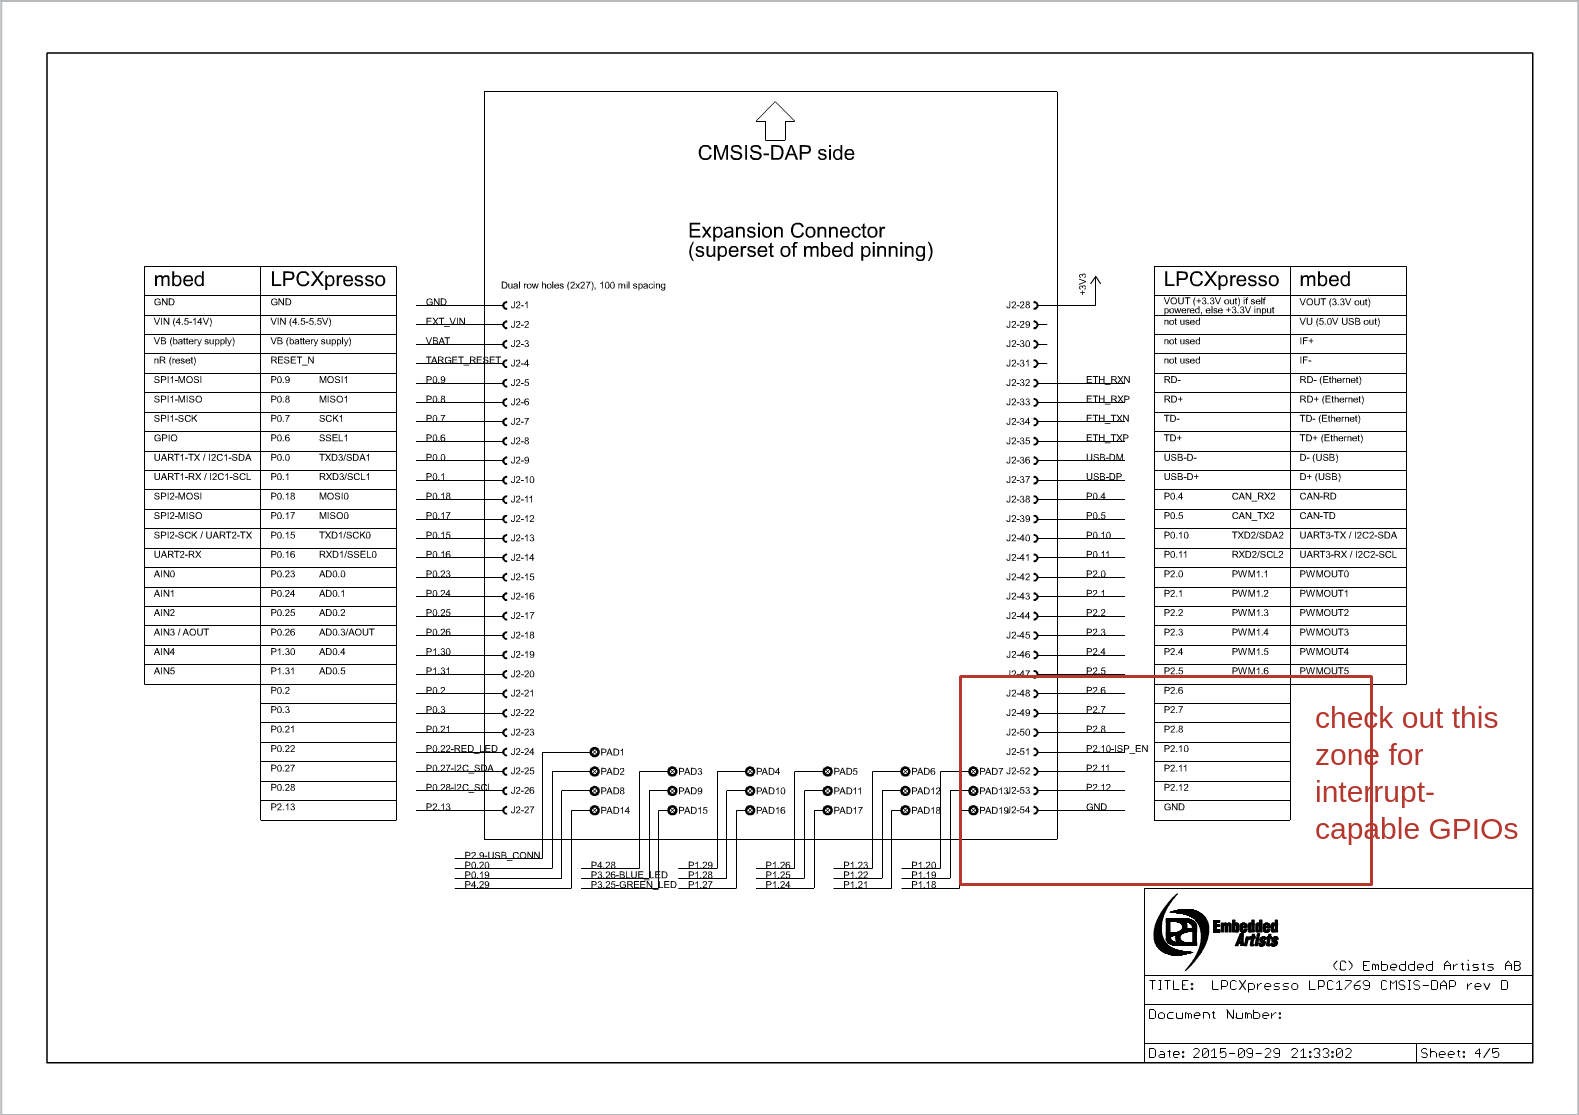 CMSIS-DAP side
Expansion Connector
(superset of mbed pinning)
Dual row holes (2x27), 100 mil spacing
mbed LPCXpresso
GND GND
VIN (4.5-14V) VIN (4.5-5.5V)
VB (battery supply) VB (battery supply)
nR (reset) RESET_N
SPI1-MOSI P0.9 MOSI1
SPI1-MISO P0.8 MISO1
SPI1-SCK P0.7 SCK1
GPIO P0.6 SSEL1
UART1-TX / I2C1-SDA P0.0 TXD3/SDA1
UART1-RX / I2C1-SCL P0.1 RXD3/SCL1
SPI2-MOSI P0.18 MOSI0
SPI2-MISO P0.17 MISO0
SPI2-SCK / UART2-TX P0.15 TXD1/SCK0
UART2-RX P0.16 RXD1/SSEL0
AIN0 P0.23 AD0.0
AIN1 P0.24 AD0.1
AIN2 P0.25 AD0.2
AIN3 / AOUT P0.26 AD0.3/AOUT
AIN4 P1.30 AD0.4
AIN5 P1.31 AD0.5
P0.2
P0.3
P0.21
P0.22
P0.27
P0.28
P2.13
GND J2-1
EXT_VIN J2-2
VBAT J2-3
TARGET_RESET J2-4
P0.9 J2-5
P0.8 J2-6
P0.7 J2-7
P0.6 J2-8
P0.0 J2-9
P0.1 J2-10
P0.18 J2-11
P0.17 J2-12
P0.15 J2-13
P0.16 J2-14
P0.23 J2-15
P0.24 J2-16
P0.25 J2-17
P0.26 J2-18
P1.30 J2-19
P1.31 J2-20
P0.2 J2-21
P0.3 J2-22
P0.21 J2-23
P0.22-RED_LED J2-24
P0.27-I2C_SDA J2-25
P0.28-I2C_SCL J2-26
P2.13 J2-27
PAD1
PAD2 PAD3 PAD4 PAD5 PAD6 PAD7
PAD8 PAD9 PAD10 PAD11 PAD12 PAD13
PAD14 PAD15 PAD16 PAD17 PAD18 PAD19
P2.9-USB_CONN
P0.20 P4.28 P1.29 P1.26 P1.23 P1.20
P0.19 P3.26-BLUE_LED P1.28 P1.25 P1.22 P1.19
P4.29 P3.25-GREEN_LED P1.27 P1.24 P1.21 P1.18
+3V3
J2-28
J2-29
J2-30
J2-31
J2-32 ETH_RXN
J2-33 ETH_RXP
J2-34 ETH_TXN
J2-35 ETH_TXP
J2-36 USB-DM
J2-37 USB-DP
J2-38 P0.4
J2-39 P0.5
J2-40 P0.10
J2-41 P0.11
J2-42 P2.0
J2-43 P2.1
J2-44 P2.2
J2-45 P2.3
J2-46 P2.4
J2-47 P2.5
J2-48 P2.6
J2-49 P2.7
J2-50 P2.8
J2-51 P2.10-ISP_EN
J2-52 P2.11
J2-53 P2.12
J2-54 GND
LPCXpresso mbed
VOUT (+3.3V out) if self
powered, else +3.3V input VOUT (3.3V out)
not used VU (5.0V USB out)
not used IF+
not used IF-
RD- RD- (Ethernet)
RD+ RD+ (Ethernet)
TD- TD- (Ethernet)
TD+ TD+ (Ethernet)
USB-D- D- (USB)
USB-D+ D+ (USB)
P0.4 CAN_RX2 CAN-RD
P0.5 CAN_TX2 CAN-TD
P0.10 TXD2/SDA2 UART3-TX / I2C2-SDA
P0.11 RXD2/SCL2 UART3-RX / I2C2-SCL
P2.0 PWM1.1 PWMOUT0
P2.1 PWM1.2 PWMOUT1
P2.2 PWM1.3 PWMOUT2
P2.3 PWM1.4 PWMOUT3
P2.4 PWM1.5 PWMOUT4
P2.5 PWM1.6 PWMOUT5
P2.6
P2.7
P2.8
P2.10
P2.11
P2.12
GND
check out this
zone for
interrupt-
capable GPIOs
Embedded
Artists
(C) Embedded Artists AB
TITLE: LPCXpresso LPC1769 CMSIS-DAP rev D
Document Number:
Date: 2015-09-29 21:33:02 Sheet: 4/5